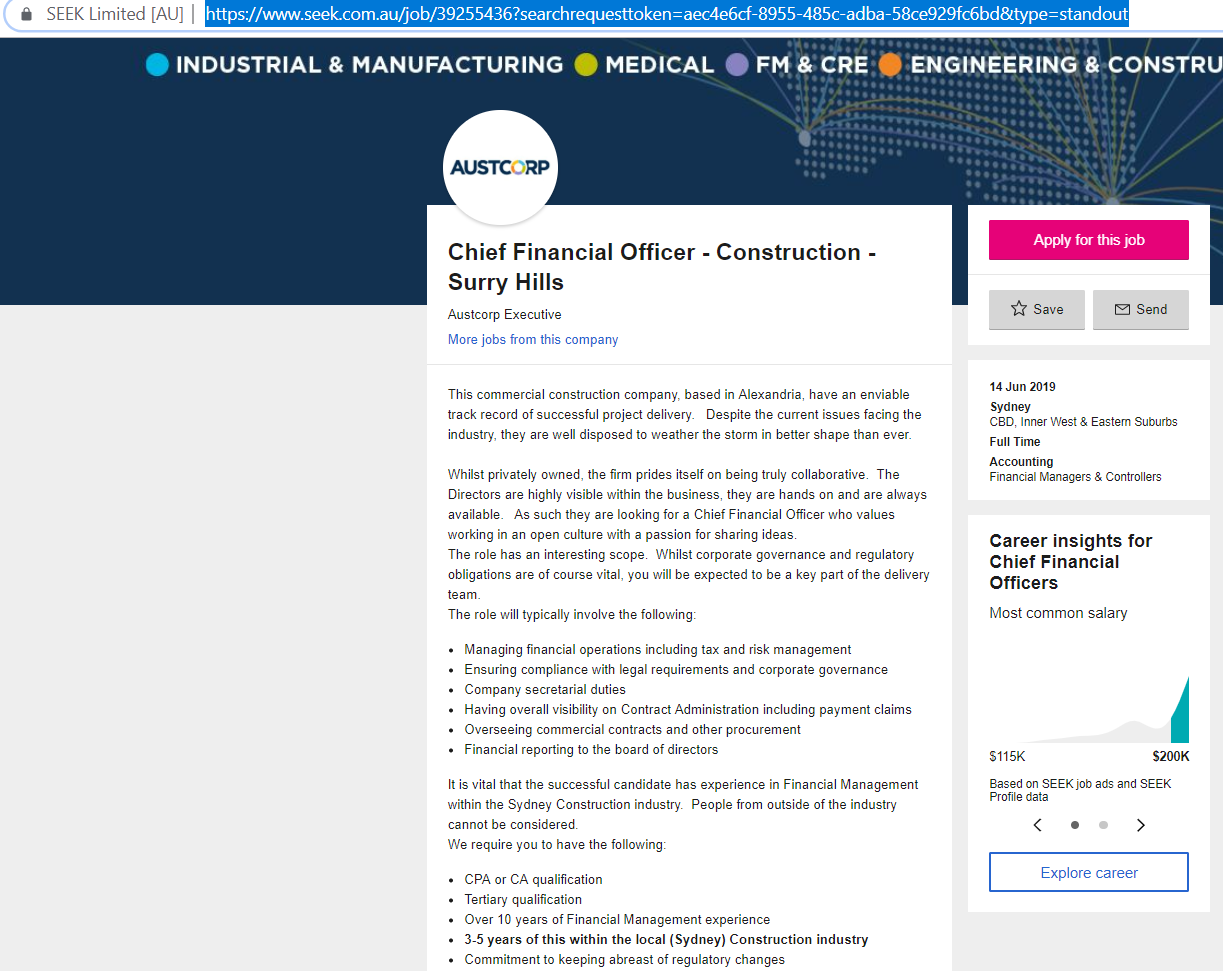 SEEK Limited [AU] | https://www.seek.com.au/job/39255436?searchrequesttoken=aec4e6cf-8955-485c-adba-58ce929fc6bd&type=standout
INDUSTRIAL & MANUFACTURING MEDICAL FM & CRE ENGINEERING & CONSTRU
AUSTCORP
Chief Financial Officer - Construction -
Surry Hills
Austcorp Executive
More jobs from this company
This commercial construction company, based in Alexandria, have an enviable
track record of successful project delivery. Despite the current issues facing the
industry, they are well disposed to weather the storm in better shape than ever.
Whilst privately owned, the firm prides itself on being truly collaborative. The
Directors are highly visible within the business, they are hands on and are always
available. As such they are looking for a Chief Financial Officer who values
working in an open culture with a passion for sharing ideas.
The role has an interesting scope. Whilst corporate governance and regulatory
obligations are of course vital, you will be expected to be a key part of the delivery
team.
The role will typically involve the following:
• Managing financial operations including tax and risk management
• Ensuring compliance with legal requirements and corporate governance
• Company secretarial duties
• Having overall visibility on Contract Administration including payment claims
• Overseeing commercial contracts and other procurement
• Financial reporting to the board of directors
It is vital that the successful candidate has experience in Financial Management
within the Sydney Construction industry. People from outside of the industry
cannot be considered.
We require you to have the following:
• CPA or CA qualification
• Tertiary qualification
• Over 10 years of Financial Management experience
• 3-5 years of this within the local (Sydney) Construction industry
• Commitment to keeping abreast of regulatory changes
Apply for this job
Save Send
14 Jun 2019
Sydney
CBD, Inner West & Eastern Suburbs
Full Time
Accounting
Financial Managers & Controllers
Career insights for
Chief Financial
Officers
Most common salary
$115K $200K
Based on SEEK job ads and SEEK
Profile data
Explore career